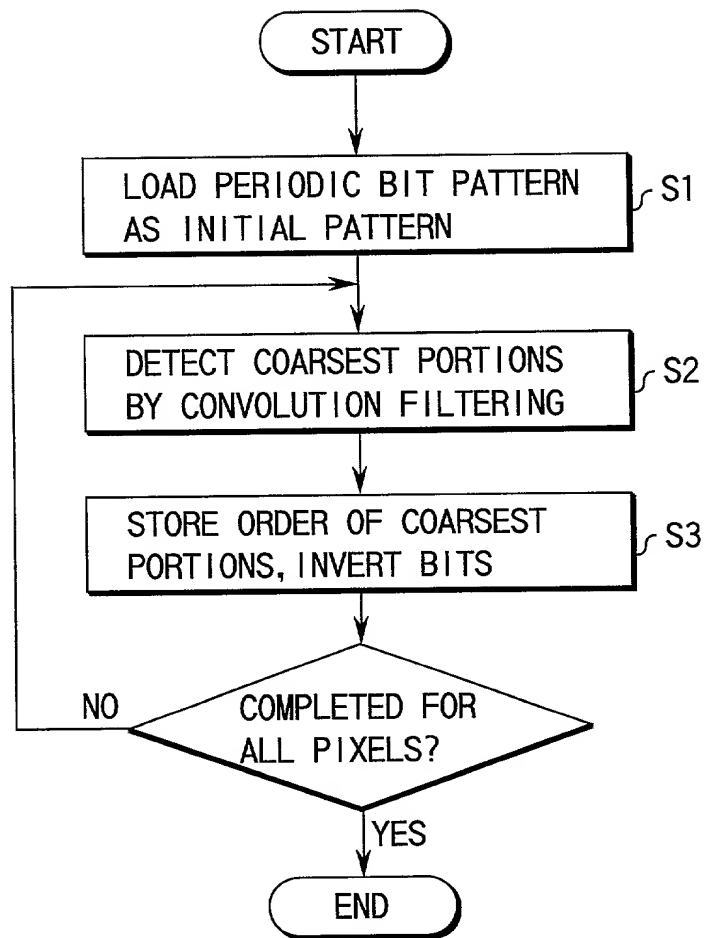 START
LOAD PERIODIC BIT PATTERN
AS INITIAL PATTERN
S1
DETECT COARSEST PORTIONS
BY CONVOLUTION FILTERING
S2
STORE ORDER OF COARSEST
PORTIONS, INVERT BITS
S3
NO
COMPLETED FOR
ALL PIXELS?
YES
END